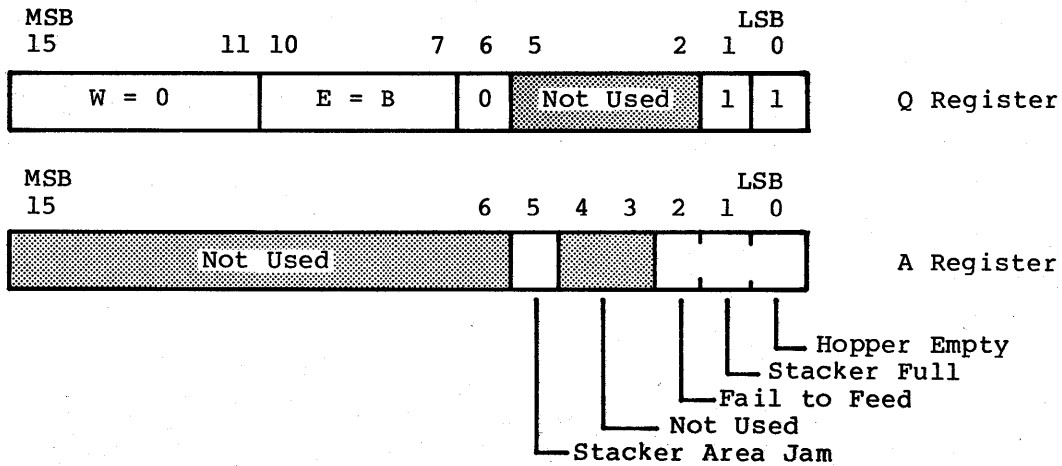 MSB LSB
15 11 10 7 6 5 2 1 0
W = 0 E = B 0 Not Used 1 1 Q Register
MSB LSB
15 6 5 4 3 2 1 0
Not Used A Register
Hopper Empty
Stacker Full
Fail to Feed
Not Used
Stacker Area Jam